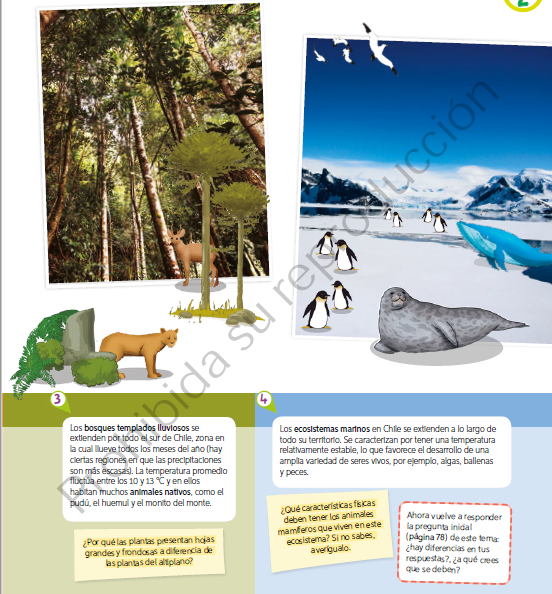 2
3
Los bosques templados lluviosos se
extienden por todo el sur de Chile, zona en
la cual llueve todos los meses del año (hay
ciertas regiones en que las precipitaciones
son más escasas). La temperatura promedio
fluctúa entre los 10 y 13 °C y en ellos
habitan muchos animales nativos, como el
pudú, el huemul y el monito del monte.
¿Por qué las plantas presentan hojas
grandes y frondosas a diferencia de
las plantas del altiplano?
4
Los ecosistemas marinos en Chile se extienden a lo largo de
todo su territorio. Se caracterizan por tener una temperatura
relativamente estable, lo que favorece el desarrollo de una
amplia variedad de seres vivos, por ejemplo, algas, ballenas
y peces.
¿Qué características físicas
deben tener los animales
mamíferos que viven en este
ecosistema? Si no sabes,
averígualo.
Ahora vuelve a responder
la pregunta inicial
(página 78) de este tema:
¿hay diferencias en tus
respuestas?, ¿a qué crees
que se deben?
Prohibida su reproducción